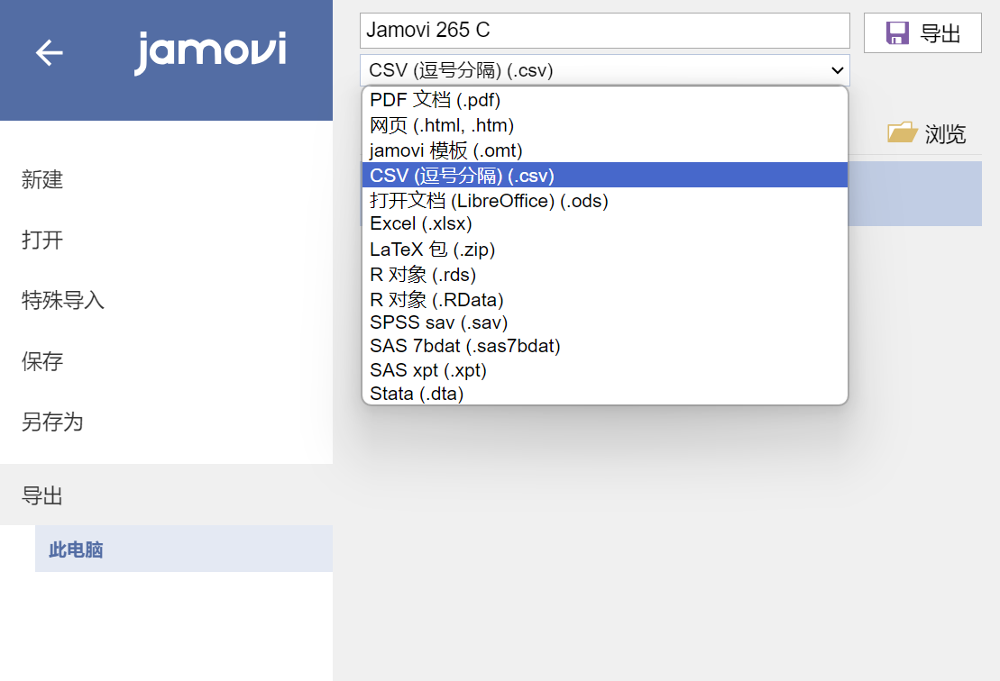 jamovi
新建
打开
特殊导入
保存
另存为
导出
此电脑
Jamovi 265 C
导出
CSV (逗号分隔) (.csv)
浏览
PDF 文档 (.pdf)
网页 (.html, .htm)
jamovi 模板 (.omt)
CSV (逗号分隔) (.csv)
打开文档 (LibreOffice) (.ods)
Excel (.xlsx)
LaTeX 包 (.zip)
R 对象 (.rds)
R 对象 (.RData)
SPSS sav (.sav)
SAS 7bdat (.sas7bdat)
SAS xpt (.xpt)
Stata (.dta)